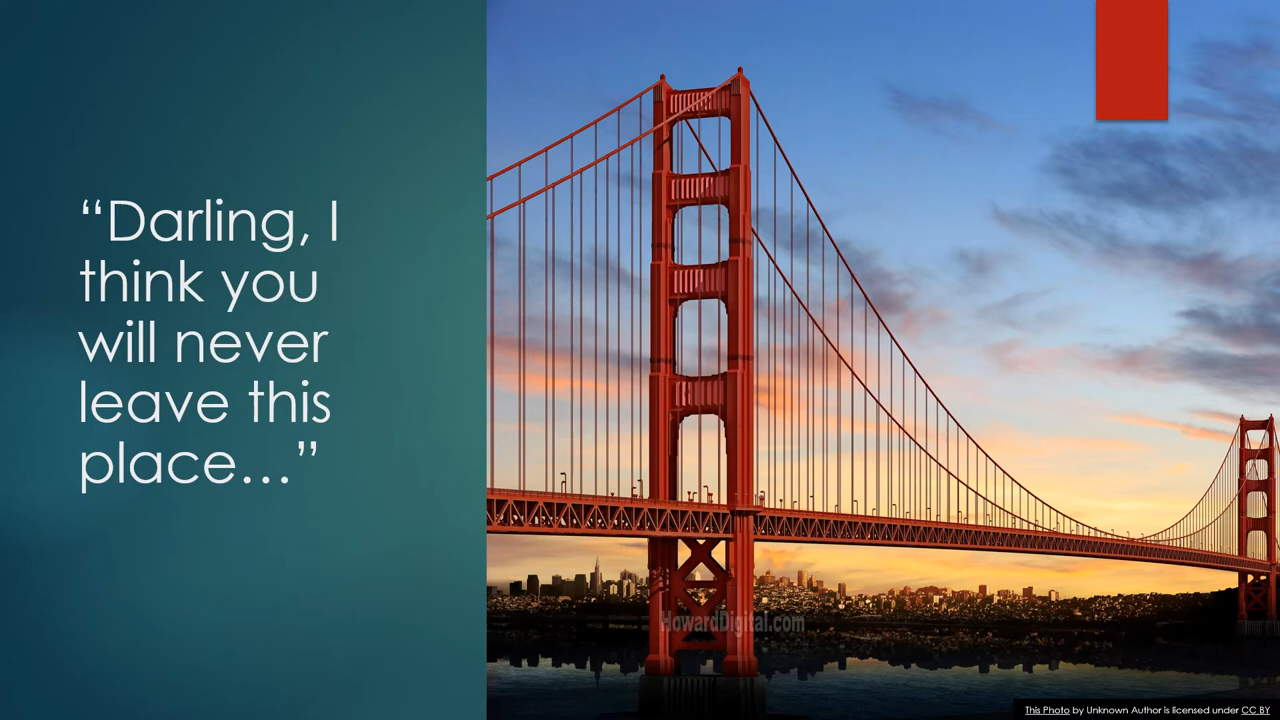 “Darling, I
think you
will never
leave this
place…”
HowardDigital.com
This Photo by Unknown Author is licensed under CC BY